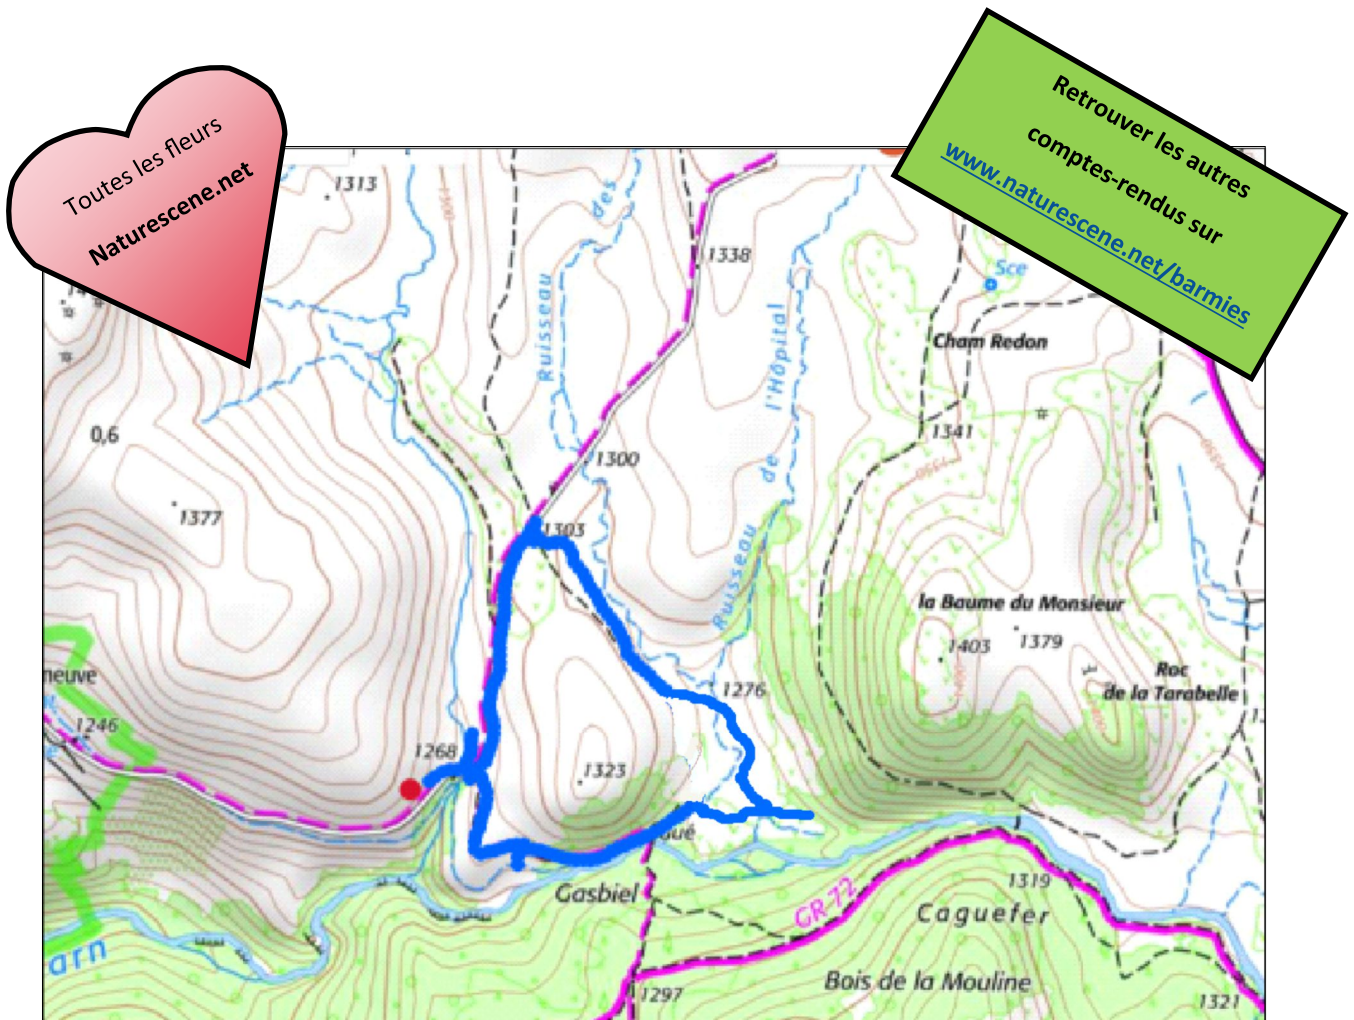 Toutes les fleurs
Naturescene.net
Retrouver les autres
comptes-rendus sur
www.naturescene.net/barmies
1313
des
1338
Ruisseau
de l'Hôpital
Ruisseau
Sce
Cham Redon
1341
1350
1300
0,6
1377
1303
la Baume du Monsieur
1403
1379
Roc
de la Tarabelle
neuve
1246
1276
1268
1323
Gué
Gasbiel
GR 72
1319
Caguefer
arn
Bois de la Mouline
1297
1321